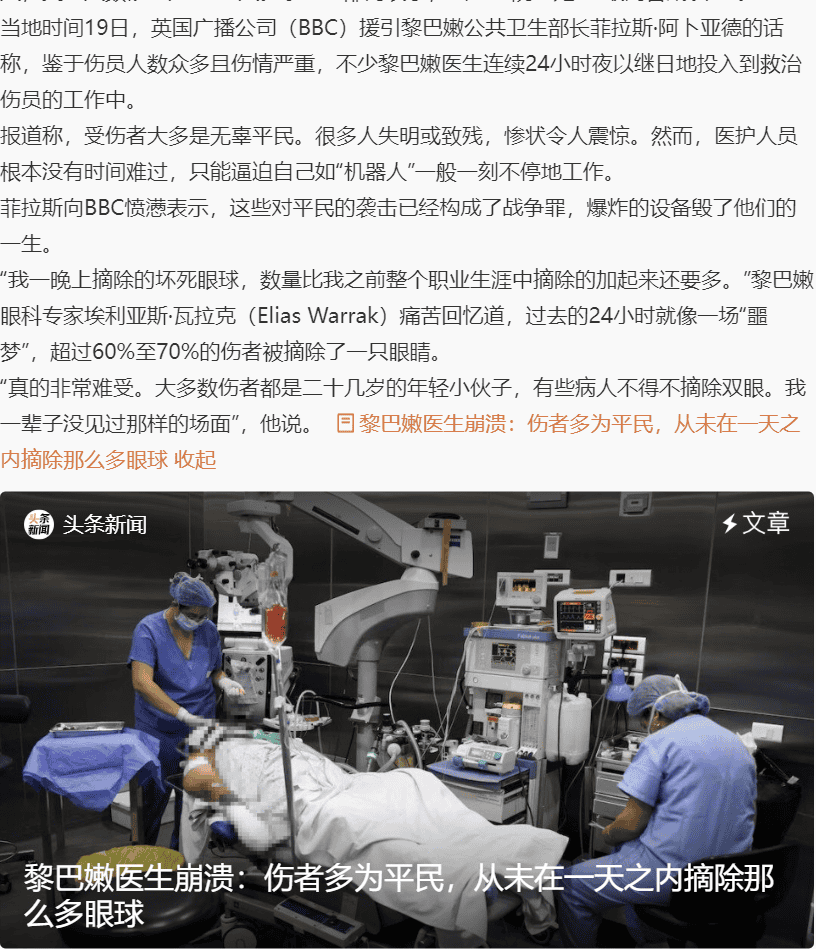 当地时间19日，英国广播公司（BBC）援引黎巴嫩公共卫生部长菲拉斯·阿卜亚德的话
称，鉴于伤员人数众多且伤情严重，不少黎巴嫩医生连续24小时夜以继日地投入到救治
伤员的工作中。
报道称，受伤者大多是无辜平民。很多人失明或致残，惨状令人震惊。然而，医护人员
根本没有时间难过，只能逼迫自己如“机器人”一般一刻不停地工作。
菲拉斯向BBC愤懑表示，这些对平民的袭击已经构成了战争罪，爆炸的设备毁了他们的
一生。
“我一晚上摘除的坏死眼球，数量比我之前整个职业生涯中摘除的加起来还要多。”黎巴嫩
眼科专家埃利亚斯·瓦拉克（Elias Warrak）痛苦回忆道，过去的24小时就像一场“噩
梦”，超过60%至70%的伤者被摘除了一只眼睛。
“真的非常难受。大多数伤者都是二十几岁的年轻小伙子，有些病人不得不摘除双眼。我
一辈子没见过那样的场面”，他说。 黎巴嫩医生崩溃：伤者多为平民，从未在一天之
内摘除那么多眼球 收起
头条新闻 头条新闻
文章
黎巴嫩医生崩溃：伤者多为平民，从未在一天之内摘除那
么多眼球